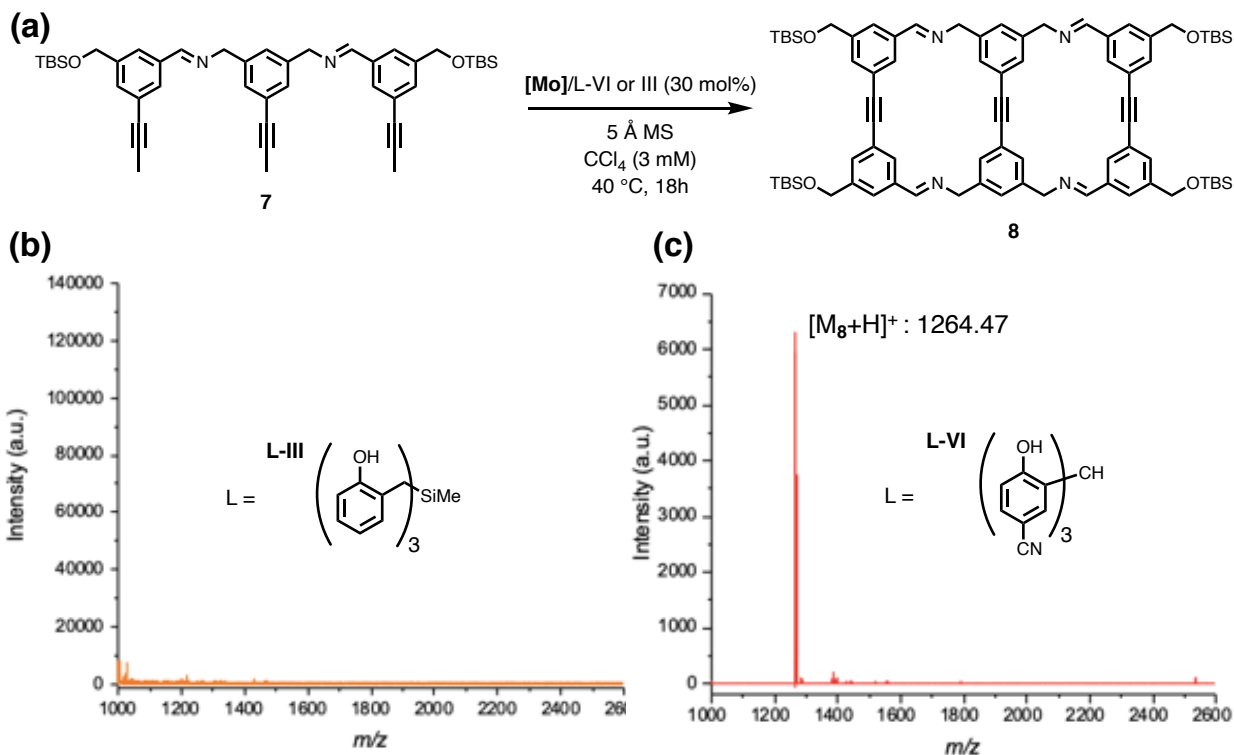 (a)
TBSO
N
N
OTBS
7
[Mo]/L-VI or III (30 mol%)
5 Å MS
CCl4 (3 mM)
40 °C, 18h
TBSO
N
N
OTBS
TBSO
N
N
OTBS
8
(b)
140000
120000
100000
80000
60000
40000
20000
0
Intensity (a.u.)
1000 1200 1400 1600 1800 2000 2200 2400 2600
m/z
L-III
L =
OH
SiMe
3
(c)
7000
6000
5000
4000
3000
2000
1000
0
Intensity (a.u.)
1000 1200 1400 1600 1800 2000 2200 2400 2600
m/z
[M8+H]+ : 1264.47
L-VI
L =
OH
CH
CN
3